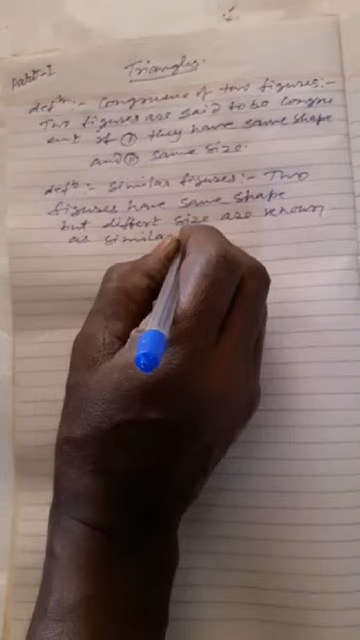 Part-I
Triangles.
defⁿ:- Congruence of two figures:-
Two figures are said to be congru
ent if ① they have same shape
and ② same size.
defⁿ:- Similar figures:- Two
figures have same shape
but differt size are known
as similar